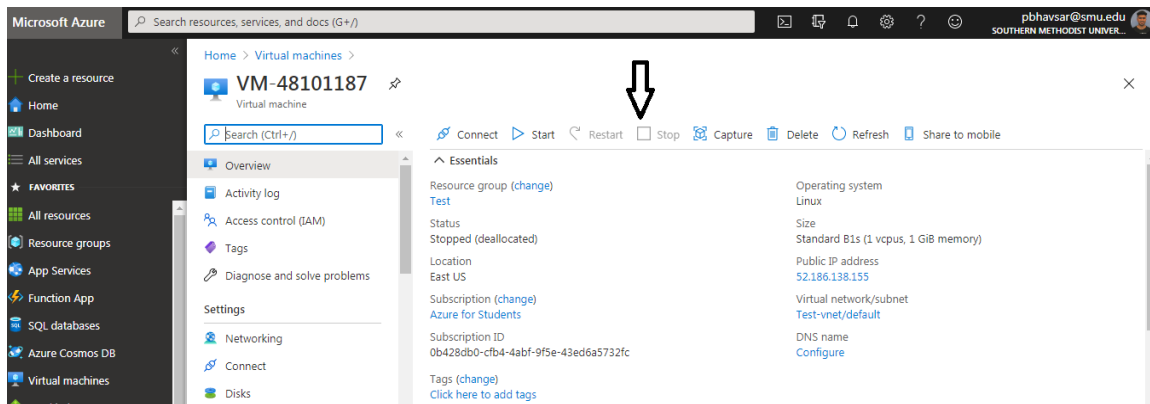 Microsoft Azure
Search resources, services, and docs (G+/)
pbhavsar@smu.edu
SOUTHERN METHODIST UNIVER...
Create a resource
Home
Dashboard
All services
FAVORITES
All resources
Resource groups
App Services
Function App
SQL databases
Azure Cosmos DB
Virtual machines
Home > Virtual machines >
VM-48101187
Virtual machine
Search (Ctrl+/)
Overview
Activity log
Access control (IAM)
Tags
Diagnose and solve problems
Settings
Networking
Connect
Disks
Connect Start Restart Stop Capture Delete Refresh Share to mobile
Essentials
Resource group (change)
Test
Status
Stopped (deallocated)
Location
East US
Subscription (change)
Azure for Students
Subscription ID
0b428db0-cfb4-4abf-9f5e-43ed6a5732fc
Tags (change)
Click here to add tags
Operating system
Linux
Size
Standard B1s (1 vcpus, 1 GiB memory)
Public IP address
52.186.138.155
Virtual network/subnet
Test-vnet/default
DNS name
Configure